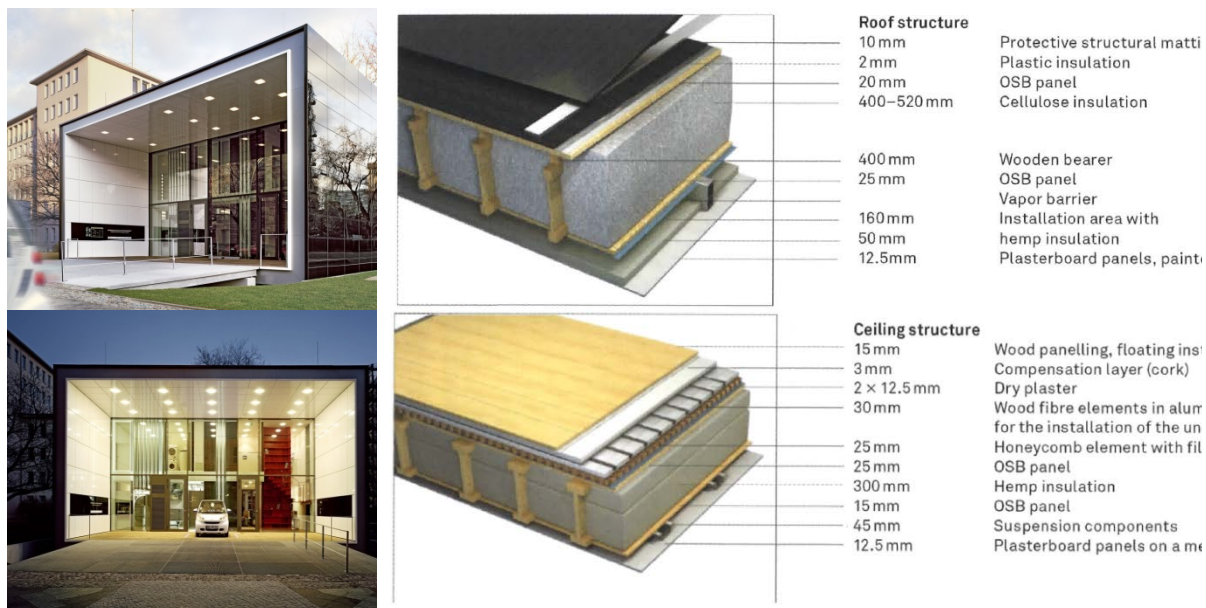 Roof structure
10 mm Protective structural matti
2 mm Plastic insulation
20 mm OSB panel
400–520 mm Cellulose insulation
400 mm Wooden bearer
25 mm OSB panel
Vapor barrier
160 mm Installation area with
50 mm hemp insulation
12.5mm Plasterboard panels, painte
Ceiling structure
15 mm Wood panelling, floating inst
3 mm Compensation layer (cork)
2 × 12.5 mm Dry plaster
30 mm Wood fibre elements in alum
for the installation of the un
25 mm Honeycomb element with fil
25 mm OSB panel
300 mm Hemp insulation
15 mm OSB panel
45 mm Suspension components
12.5 mm Plasterboard panels on a me